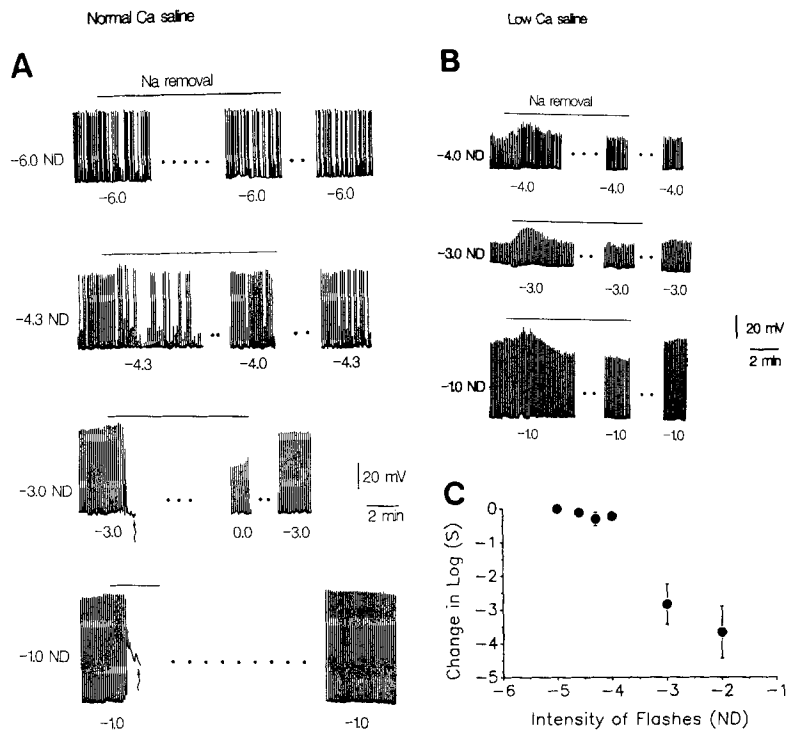 Normal Ca saline
Low Ca saline
A
Na removal
-6.0 ND
-6.0
-6.0
-6.0
-4.3 ND
-4.3
-4.0
-4.3
-3.0 ND
-3.0
0.0
-3.0
20 mV
2 min
-1.0 ND
-1.0
-1.0
B
Na removal
-4.0 ND
-4.0
-4.0
-4.0
-3.0 ND
-3.0
-3.0
-3.0
20 mV
2 min
-1.0 ND
-1.0
-1.0
-1.0
C
Change in Log (S)
0
-1
-2
-3
-4
-5
-6 -5 -4 -3 -2 -1
Intensity of Flashes (ND)